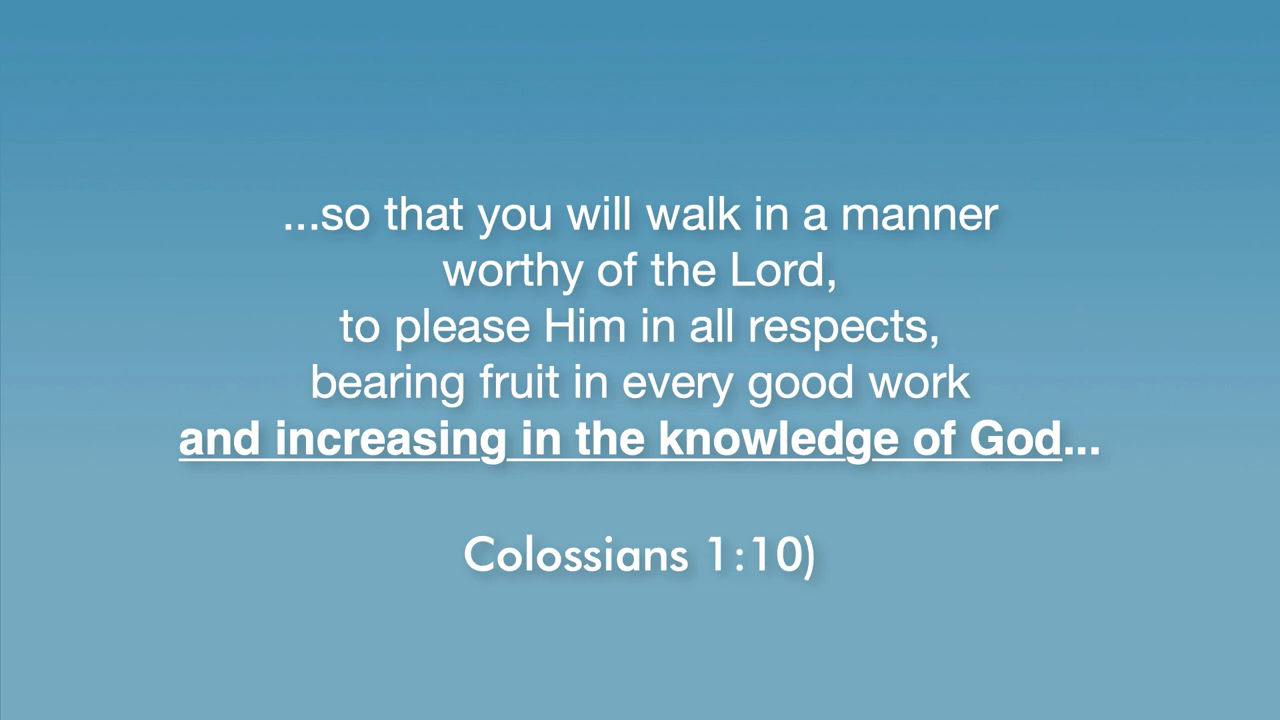 ...so that you will walk in a manner
worthy of the Lord,
to please Him in all respects,
bearing fruit in every good work
and increasing in the knowledge of God...
Colossians 1:10)